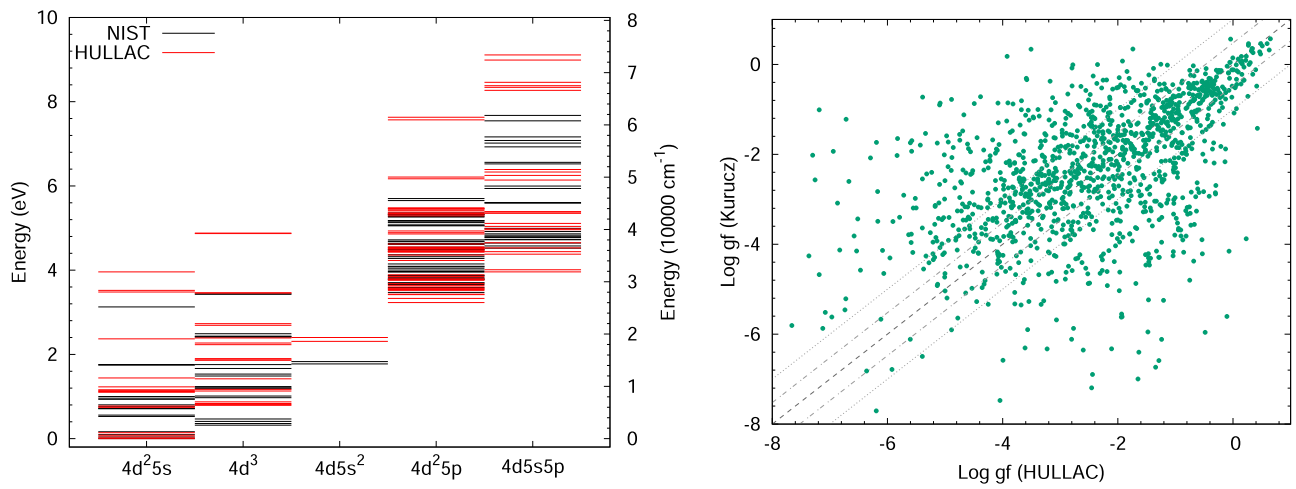 NIST
HULLAC
Energy (eV)
10
8
6
4
2
0
4d²5s
4d³
4d5s²
4d²5p
4d5s5p
8
7
6
5
4
3
2
1
0
Energy (10000 cm⁻¹)
Log gf (Kurucz)
0
-2
-4
-6
-8
-8
-6
-4
-2
0
Log gf (HULLAC)